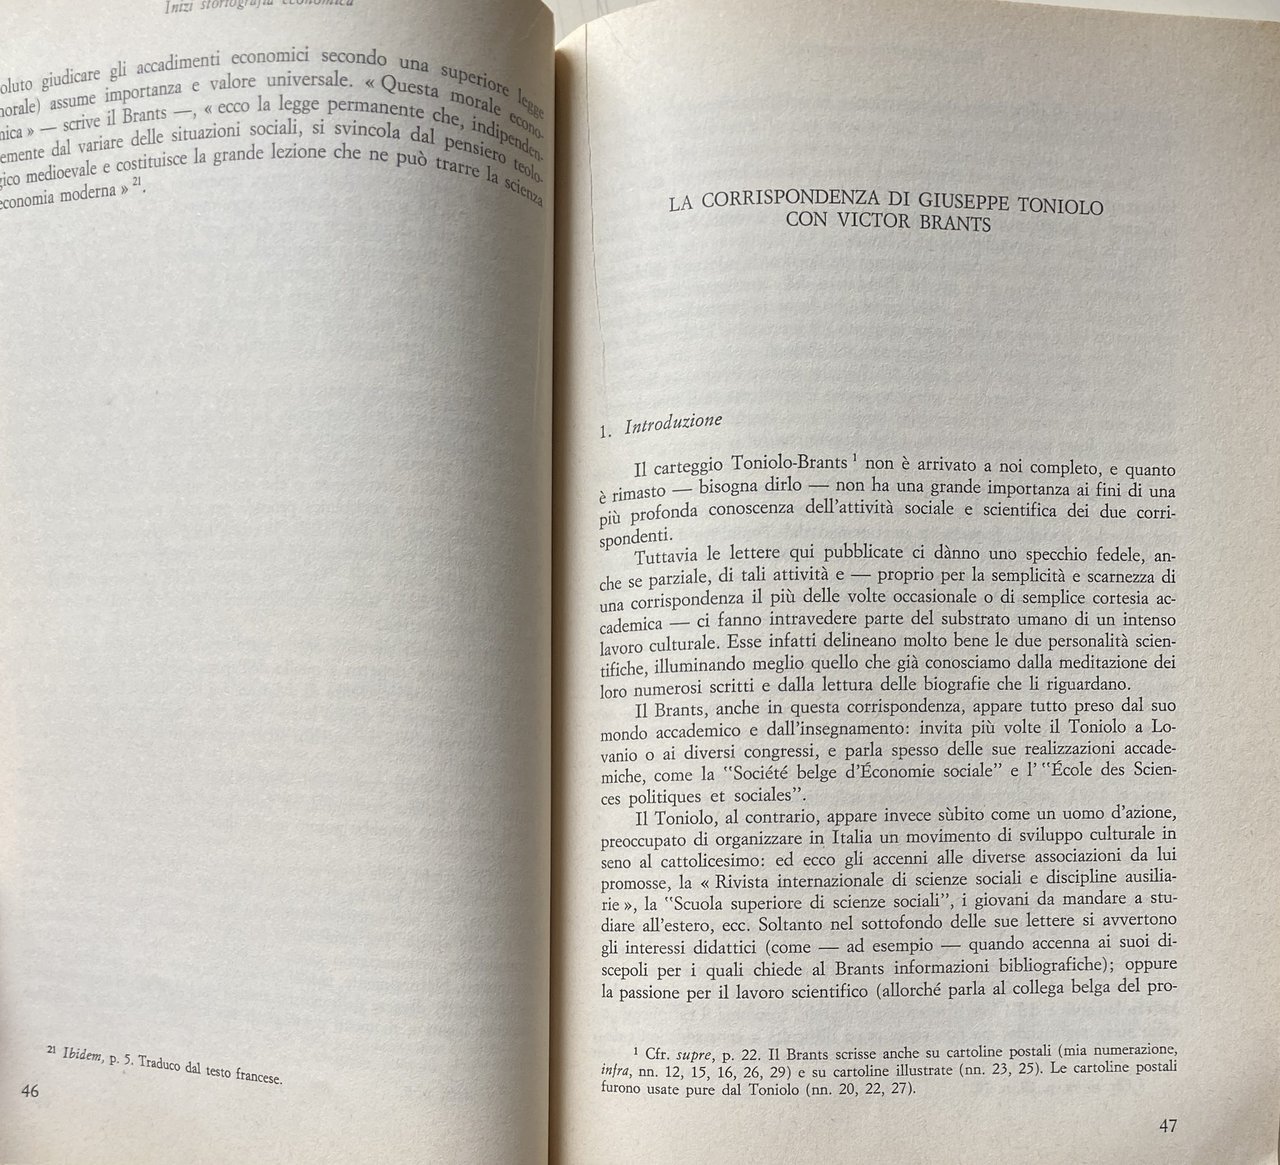 Inizi storiografia economica
oluto giudicare gli accadimenti economici secondo una superiore legge
morale) assume importanza e valore universale. « Questa morale econo-
nica » — scrive il Brants —, « ecco la legge permanente che, indipenden-
emente dal variare delle situazioni sociali, si svincola dal pensiero teolo-
gico medioevale e costituisce la grande lezione che ne può trarre la scienza
economia moderna » 21.
21 Ibidem, p. 5. Traduco dal testo francese.
46
LA CORRISPONDENZA DI GIUSEPPE TONIOLO
CON VICTOR BRANTS
1. Introduzione
Il carteggio Toniolo-Brants 1 non è arrivato a noi completo, e quanto
è rimasto — bisogna dirlo — non ha una grande importanza ai fini di una
più profonda conoscenza dell'attività sociale e scientifica dei due corri-
spondenti.
Tuttavia le lettere qui pubblicate ci dànno uno specchio fedele, an-
che se parziale, di tali attività e — proprio per la semplicità e scarnezza di
una corrispondenza il più delle volte occasionale o di semplice cortesia ac-
cademica — ci fanno intravedere parte del substrato umano di un intenso
lavoro culturale. Esse infatti delineano molto bene le due personalità scien-
tifiche, illuminando meglio quello che già conosciamo dalla meditazione dei
loro numerosi scritti e dalla lettura delle biografie che li riguardano.
Il Brants, anche in questa corrispondenza, appare tutto preso dal suo
mondo accademico e dall'insegnamento: invita più volte il Toniolo a Lo-
vanio o ai diversi congressi, e parla spesso delle sue realizzazioni accade-
miche, come la "Société belge d'Économie sociale" e l' "École des Scien-
ces politiques et sociales".
Il Toniolo, al contrario, appare invece sùbito come un uomo d'azione,
preoccupato di organizzare in Italia un movimento di sviluppo culturale in
seno al cattolicesimo: ed ecco gli accenni alle diverse associazioni da lui
promosse, la « Rivista internazionale di scienze sociali e discipline ausilia-
rie », la "Scuola superiore di scienze sociali", i giovani da mandare a stu-
diare all'estero, ecc. Soltanto nel sottofondo delle sue lettere si avvertono
gli interessi didattici (come — ad esempio — quando accenna ai suoi di-
scepoli per i quali chiede al Brants informazioni bibliografiche); oppure
la passione per il lavoro scientifico (allorché parla al collega belga del pro-
1 Cfr. supre, p. 22. Il Brants scrisse anche su cartoline postali (mia numerazione,
infra, nn. 12, 15, 16, 26, 29) e su cartoline illustrate (nn. 23, 25). Le cartoline postali
furono usate pure dal Toniolo (nn. 20, 22, 27).
47